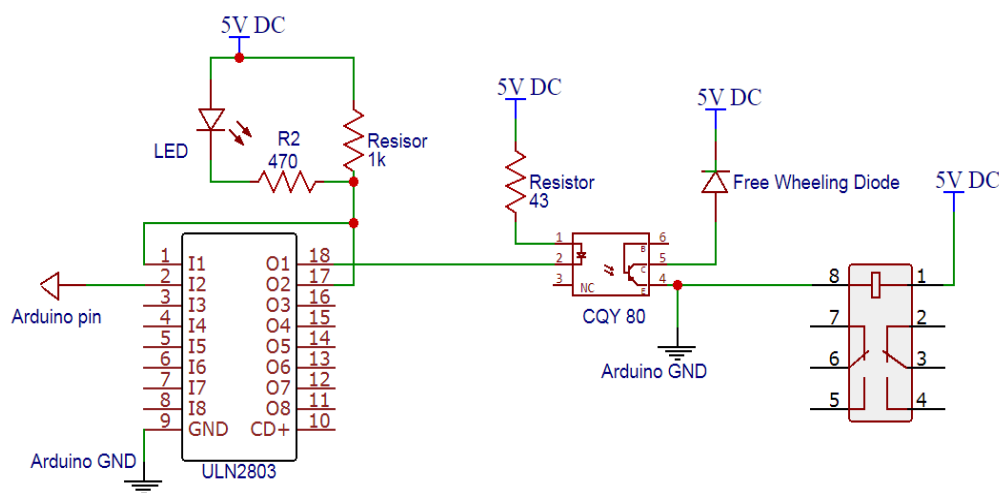 5V DC
LED
R2
470
Resisor
1k
5V DC
Resistor
43
5V DC
Free Wheeling Diode
5V DC
1 I1 O1 18
2 I2 O2 17
3 I3 O3 16
4 I4 O4 15
5 I5 O5 14
6 I6 O6 13
7 I7 O7 12
8 I8 O8 11
9 GND CD+ 10
ULN2803
Arduino pin
Arduino GND
1 B 6
2 C 5
3 NC E 4
CQY 80
Arduino GND
8 1
7 2
6 3
5 4